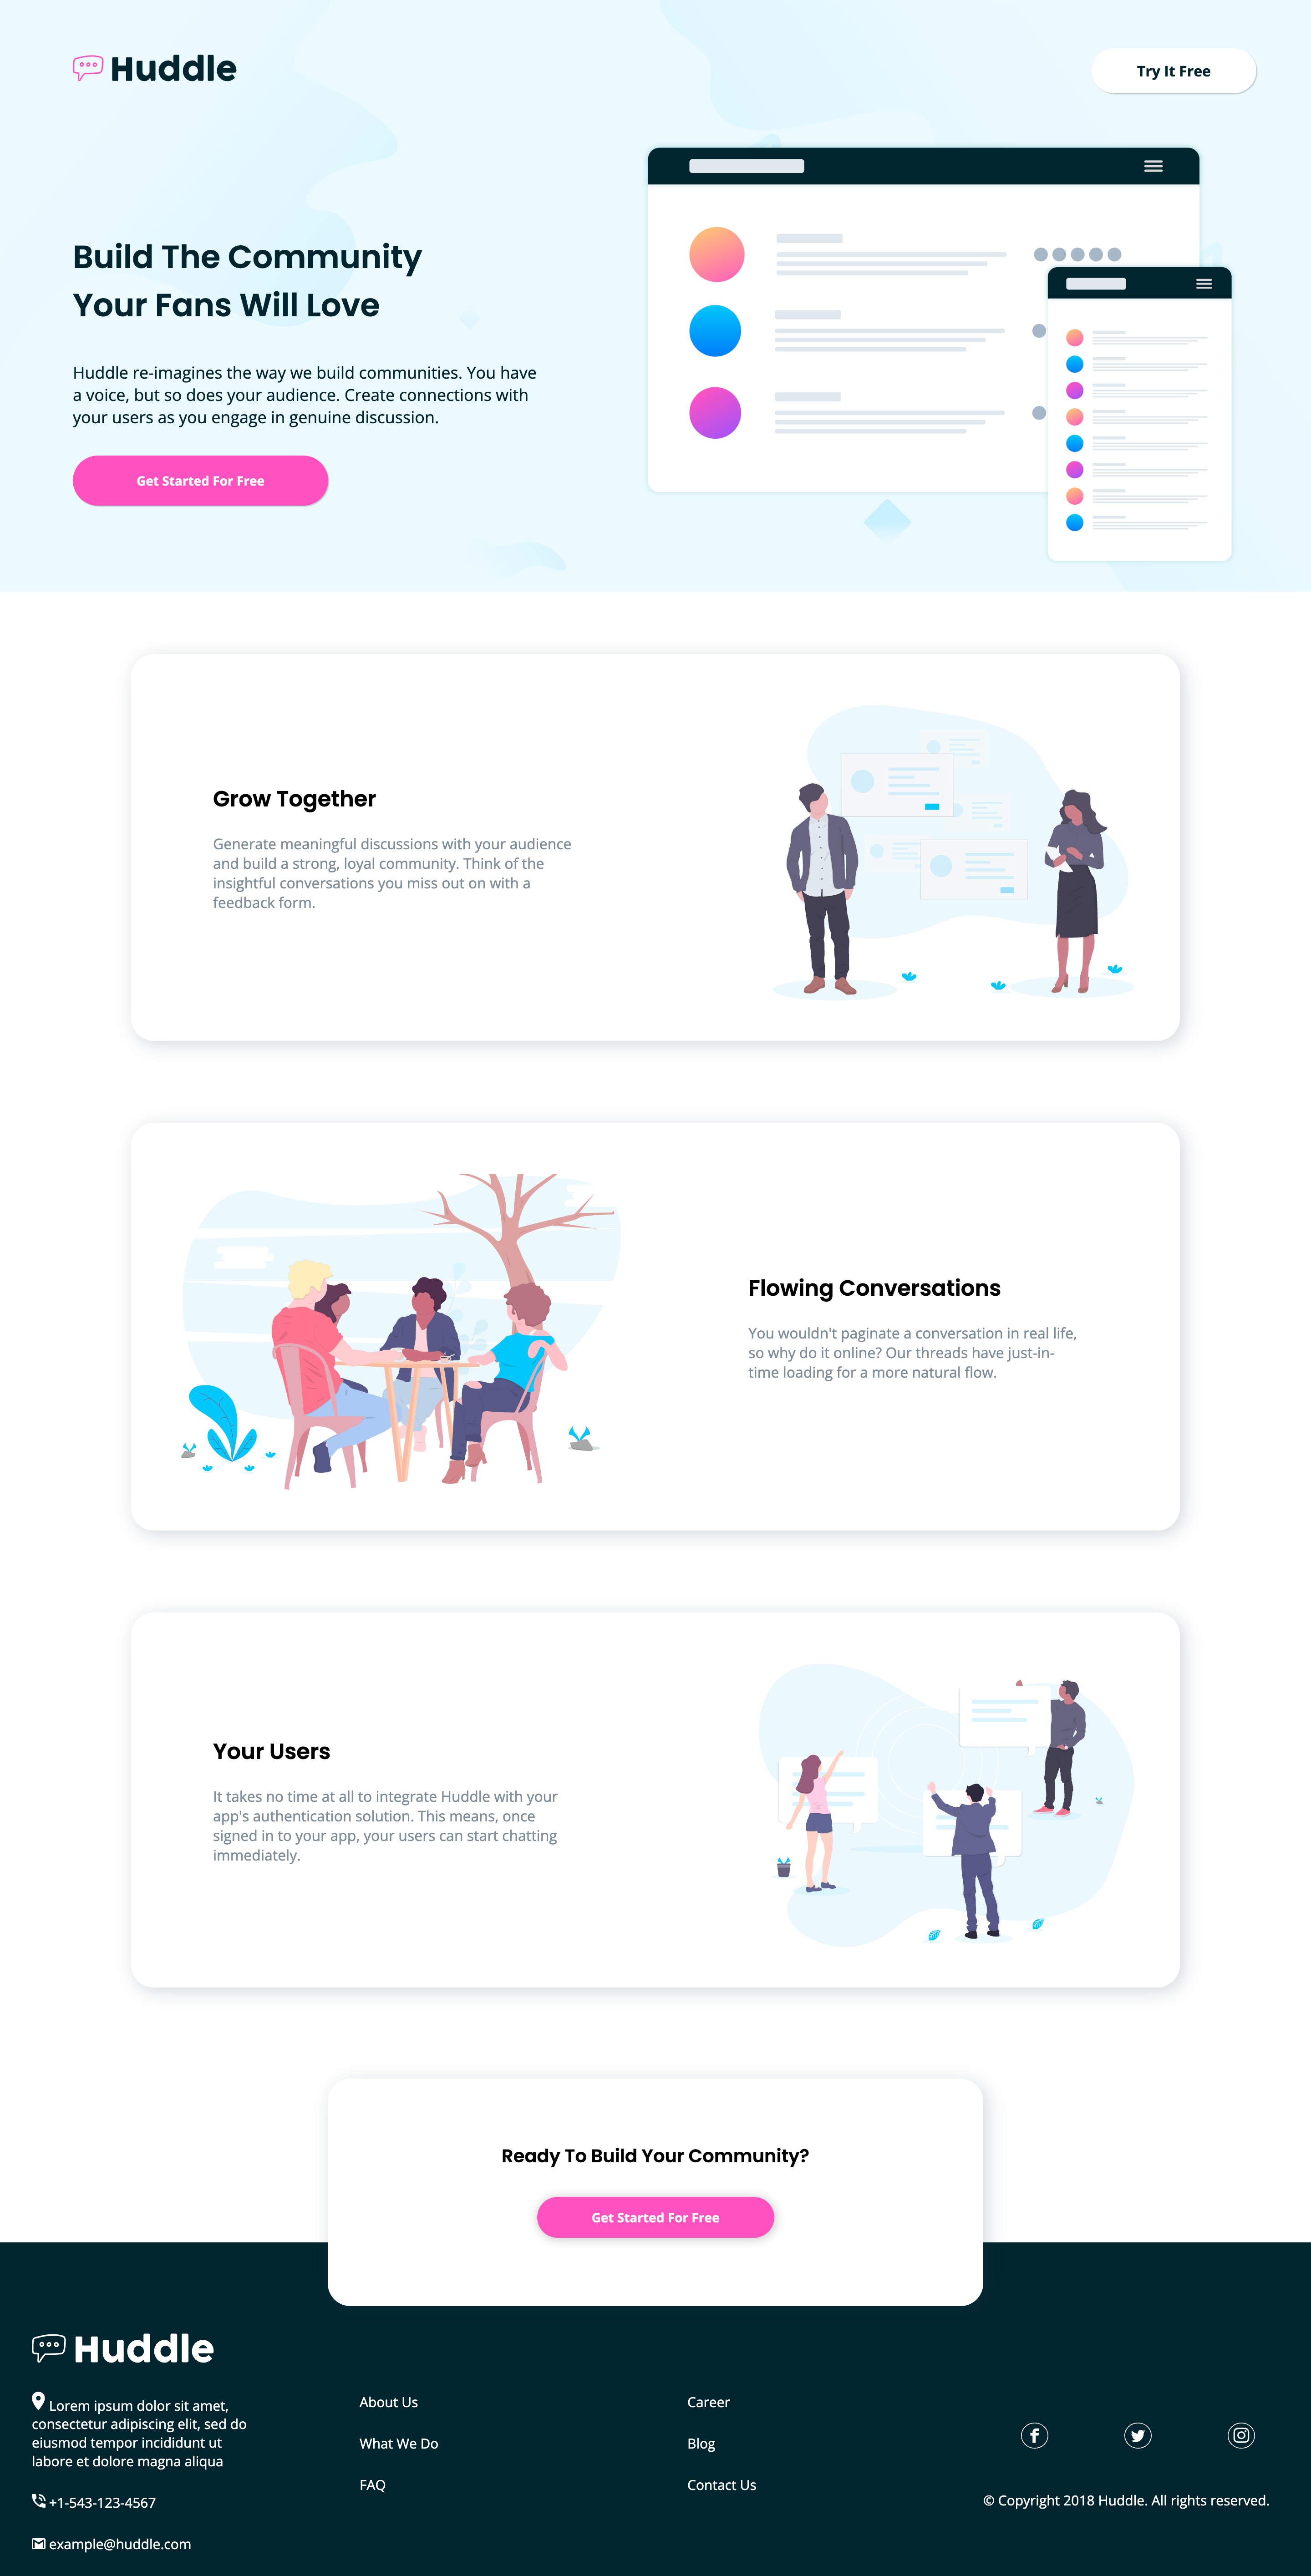 Huddle
Try It Free
Build The Community
Your Fans Will Love
Huddle re-imagines the way we build communities. You have
a voice, but so does your audience. Create connections with
your users as you engage in genuine discussion.
Get Started For Free
Grow Together
Generate meaningful discussions with your audience
and build a strong, loyal community. Think of the
insightful conversations you miss out on with a
feedback form.
Flowing Conversations
You wouldn't paginate a conversation in real life,
so why do it online? Our threads have just-in-
time loading for a more natural flow.
Your Users
It takes no time at all to integrate Huddle with your
app's authentication solution. This means, once
signed in to your app, your users can start chatting
immediately.
Ready To Build Your Community?
Get Started For Free
Huddle
Lorem ipsum dolor sit amet,
consectetur adipiscing elit, sed do
eiusmod tempor incididunt ut
labore et dolore magna aliqua
+1-543-123-4567
example@huddle.com
About Us
What We Do
FAQ
Career
Blog
Contact Us
© Copyright 2018 Huddle. All rights reserved.